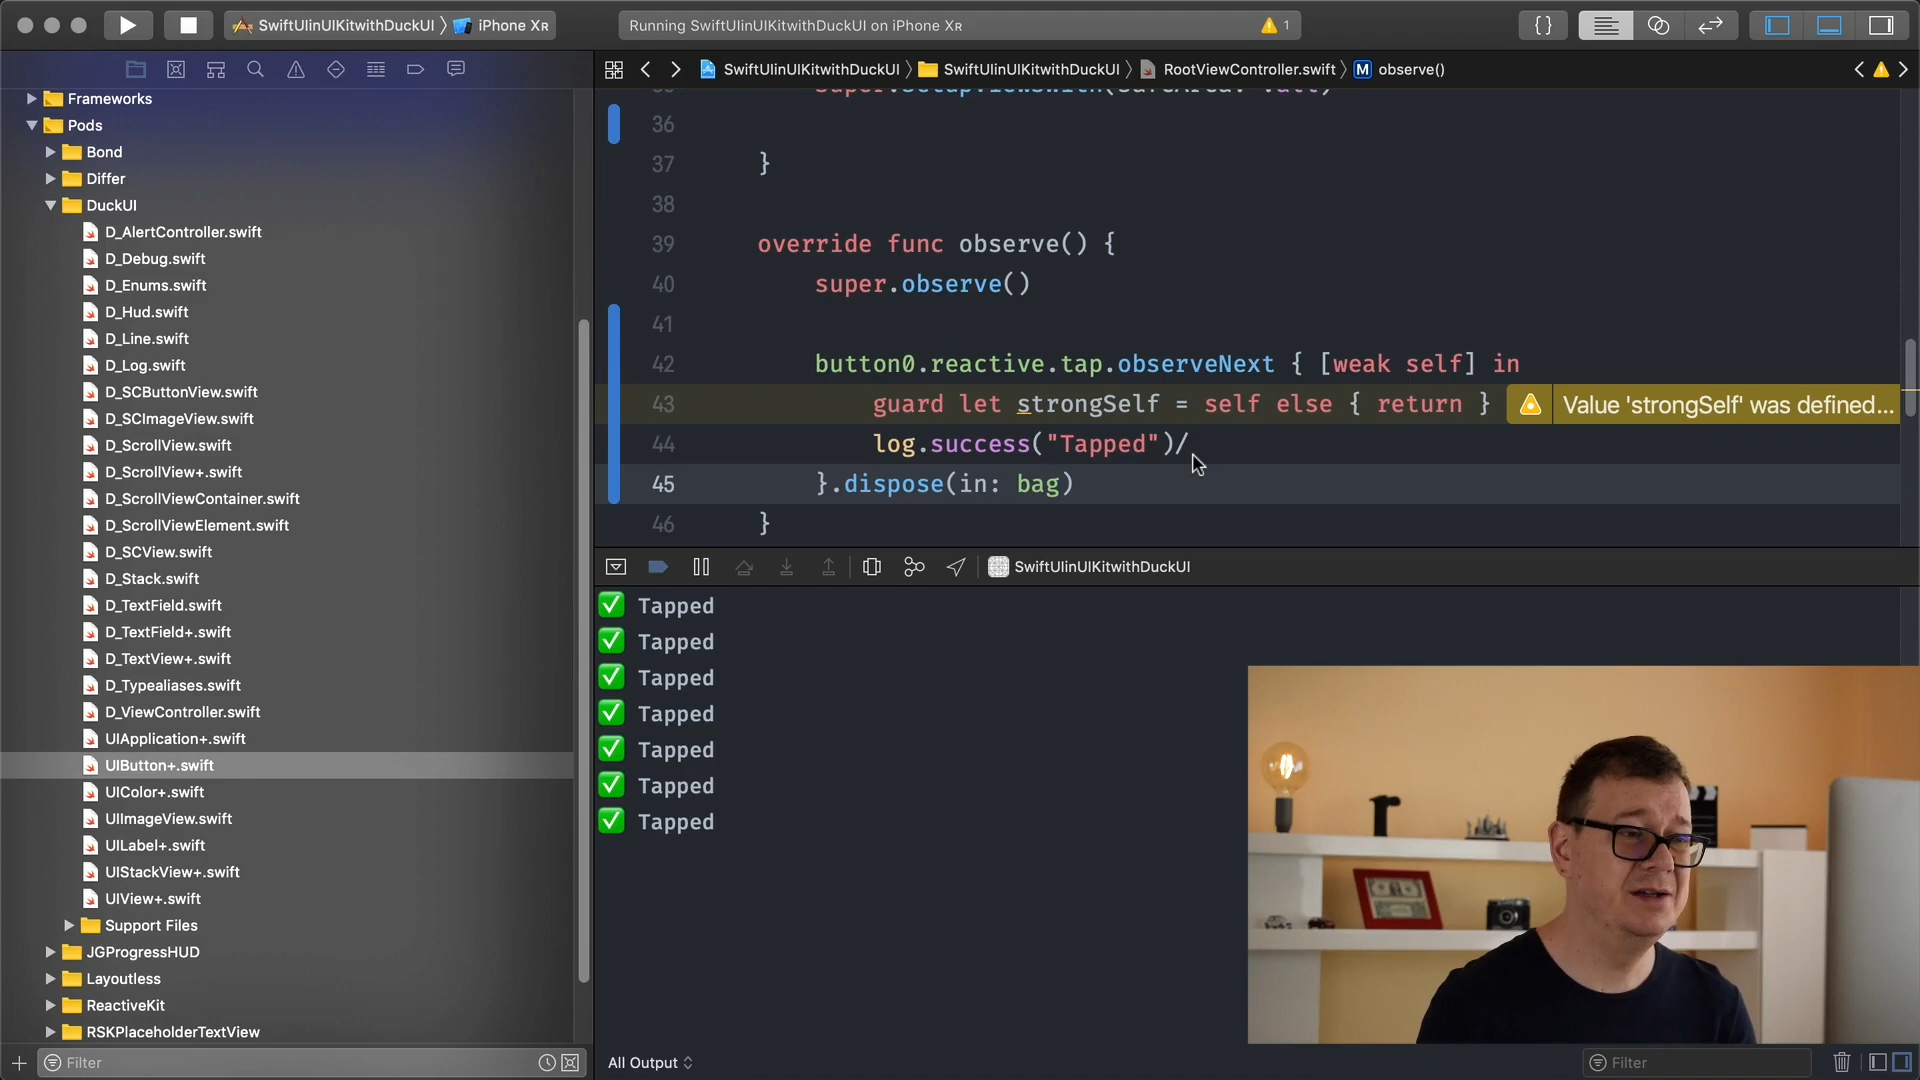 SwiftUIinUIKitwithDuckUI 〉 iPhone XR
Running SwiftUIinUIKitwithDuckUI on iPhone XR
1
{}
SwiftUIinUIKitwithDuckUI 〉 SwiftUIinUIKitwithDuckUI 〉 RootViewController.swift 〉 M observe()
Frameworks
Pods
Bond
Differ
DuckUI
D_AlertController.swift
D_Debug.swift
D_Enums.swift
D_Hud.swift
D_Line.swift
D_Log.swift
D_SCButtonView.swift
D_SCImageView.swift
D_ScrollView.swift
D_ScrollView+.swift
D_ScrollViewContainer.swift
D_ScrollViewElement.swift
D_SCView.swift
D_Stack.swift
D_TextField.swift
D_TextField+.swift
D_TextView+.swift
D_Typealiases.swift
D_ViewController.swift
UIApplication+.swift
UIButton+.swift
UIColor+.swift
UIImageView.swift
UILabel+.swift
UIStackView+.swift
UIView+.swift
Support Files
JGProgressHUD
Layoutless
ReactiveKit
RSKPlaceholderTextView
Filter
36
37 }
38
39 override func observe() {
40 super.observe()
41
42 button0.reactive.tap.observeNext { [weak self] in
43 guard let strongSelf = self else { return } Value 'strongSelf' was defined...
44 log.success("Tapped")/
45 }.dispose(in: bag)
46 }
SwiftUIinUIKitwithDuckUI
✅ Tapped
✅ Tapped
✅ Tapped
✅ Tapped
✅ Tapped
✅ Tapped
✅ Tapped
All Output
Filter